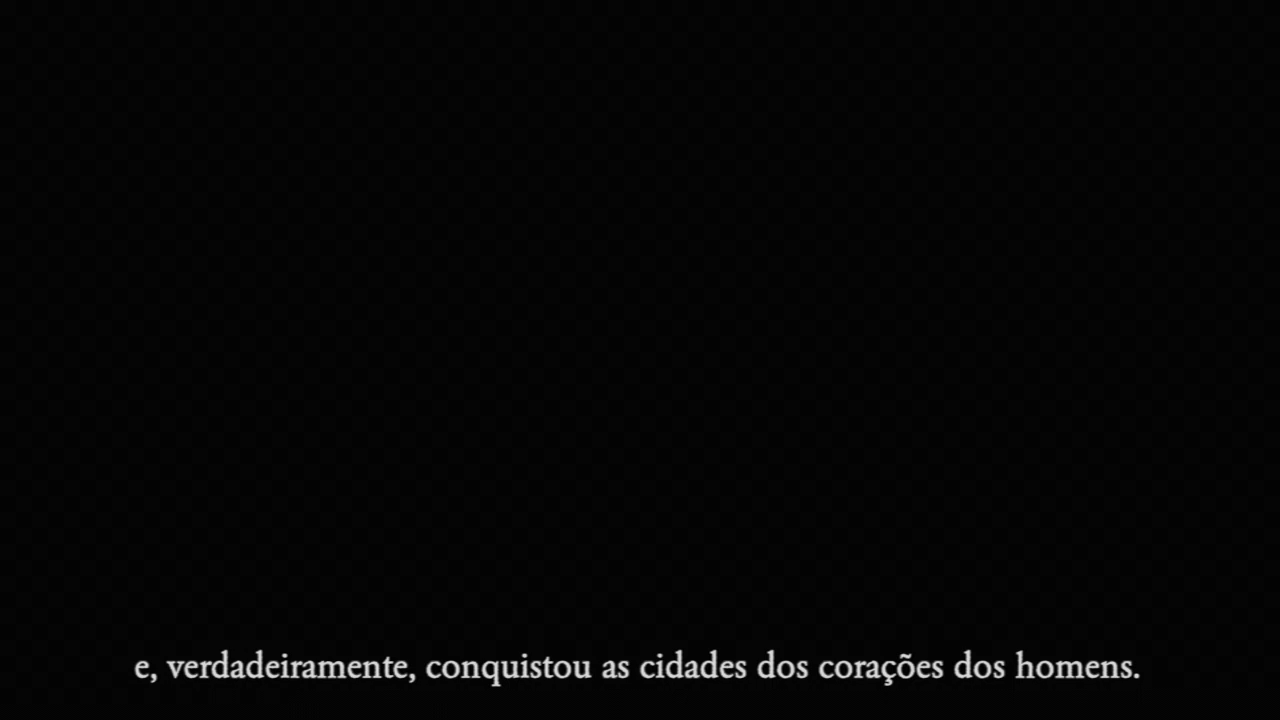 e, verdadeiramente, conquistou as cidades dos corações dos homens.